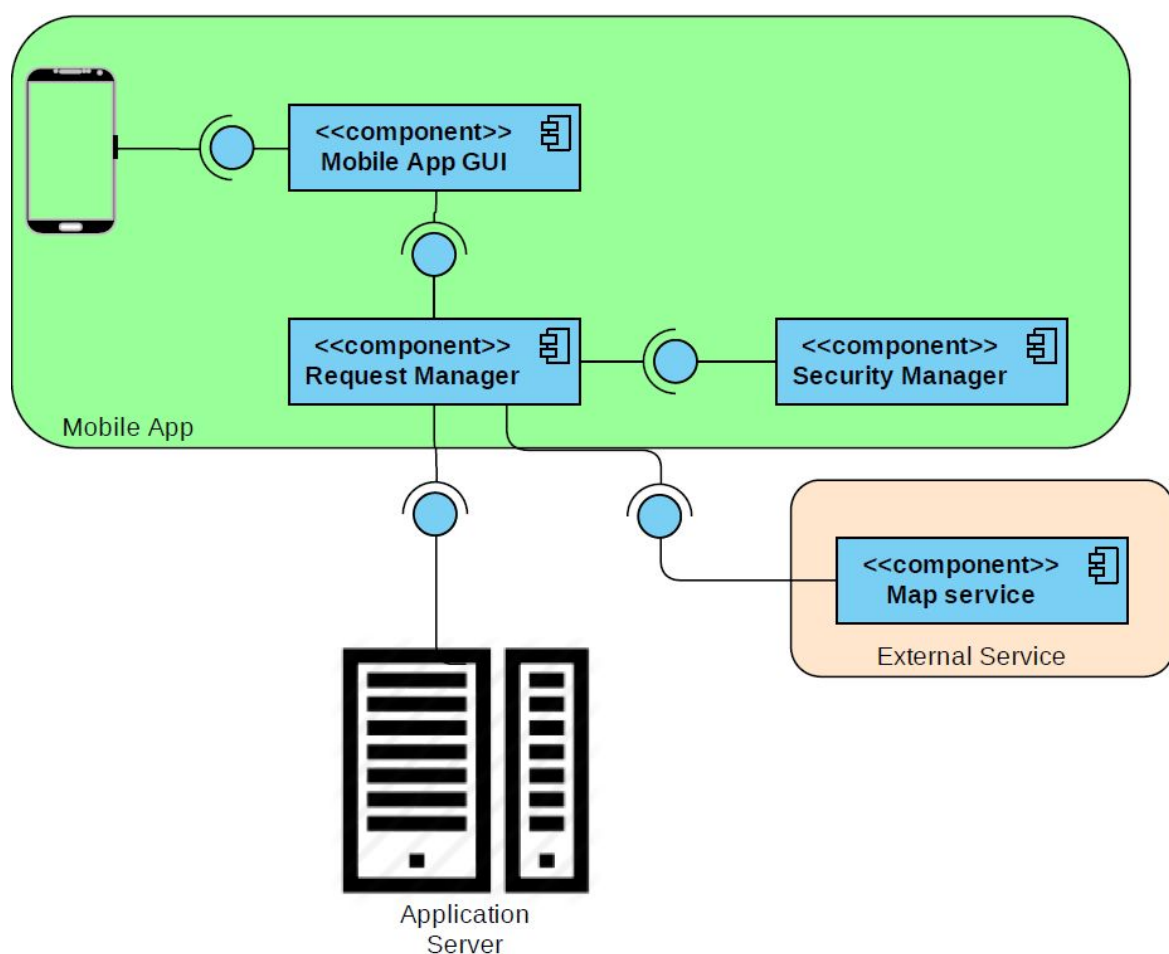 <<component>>
Mobile App GUI
<<component>>
Request Manager
<<component>>
Security Manager
Mobile App
<<component>>
Map service
External Service
Application
Server